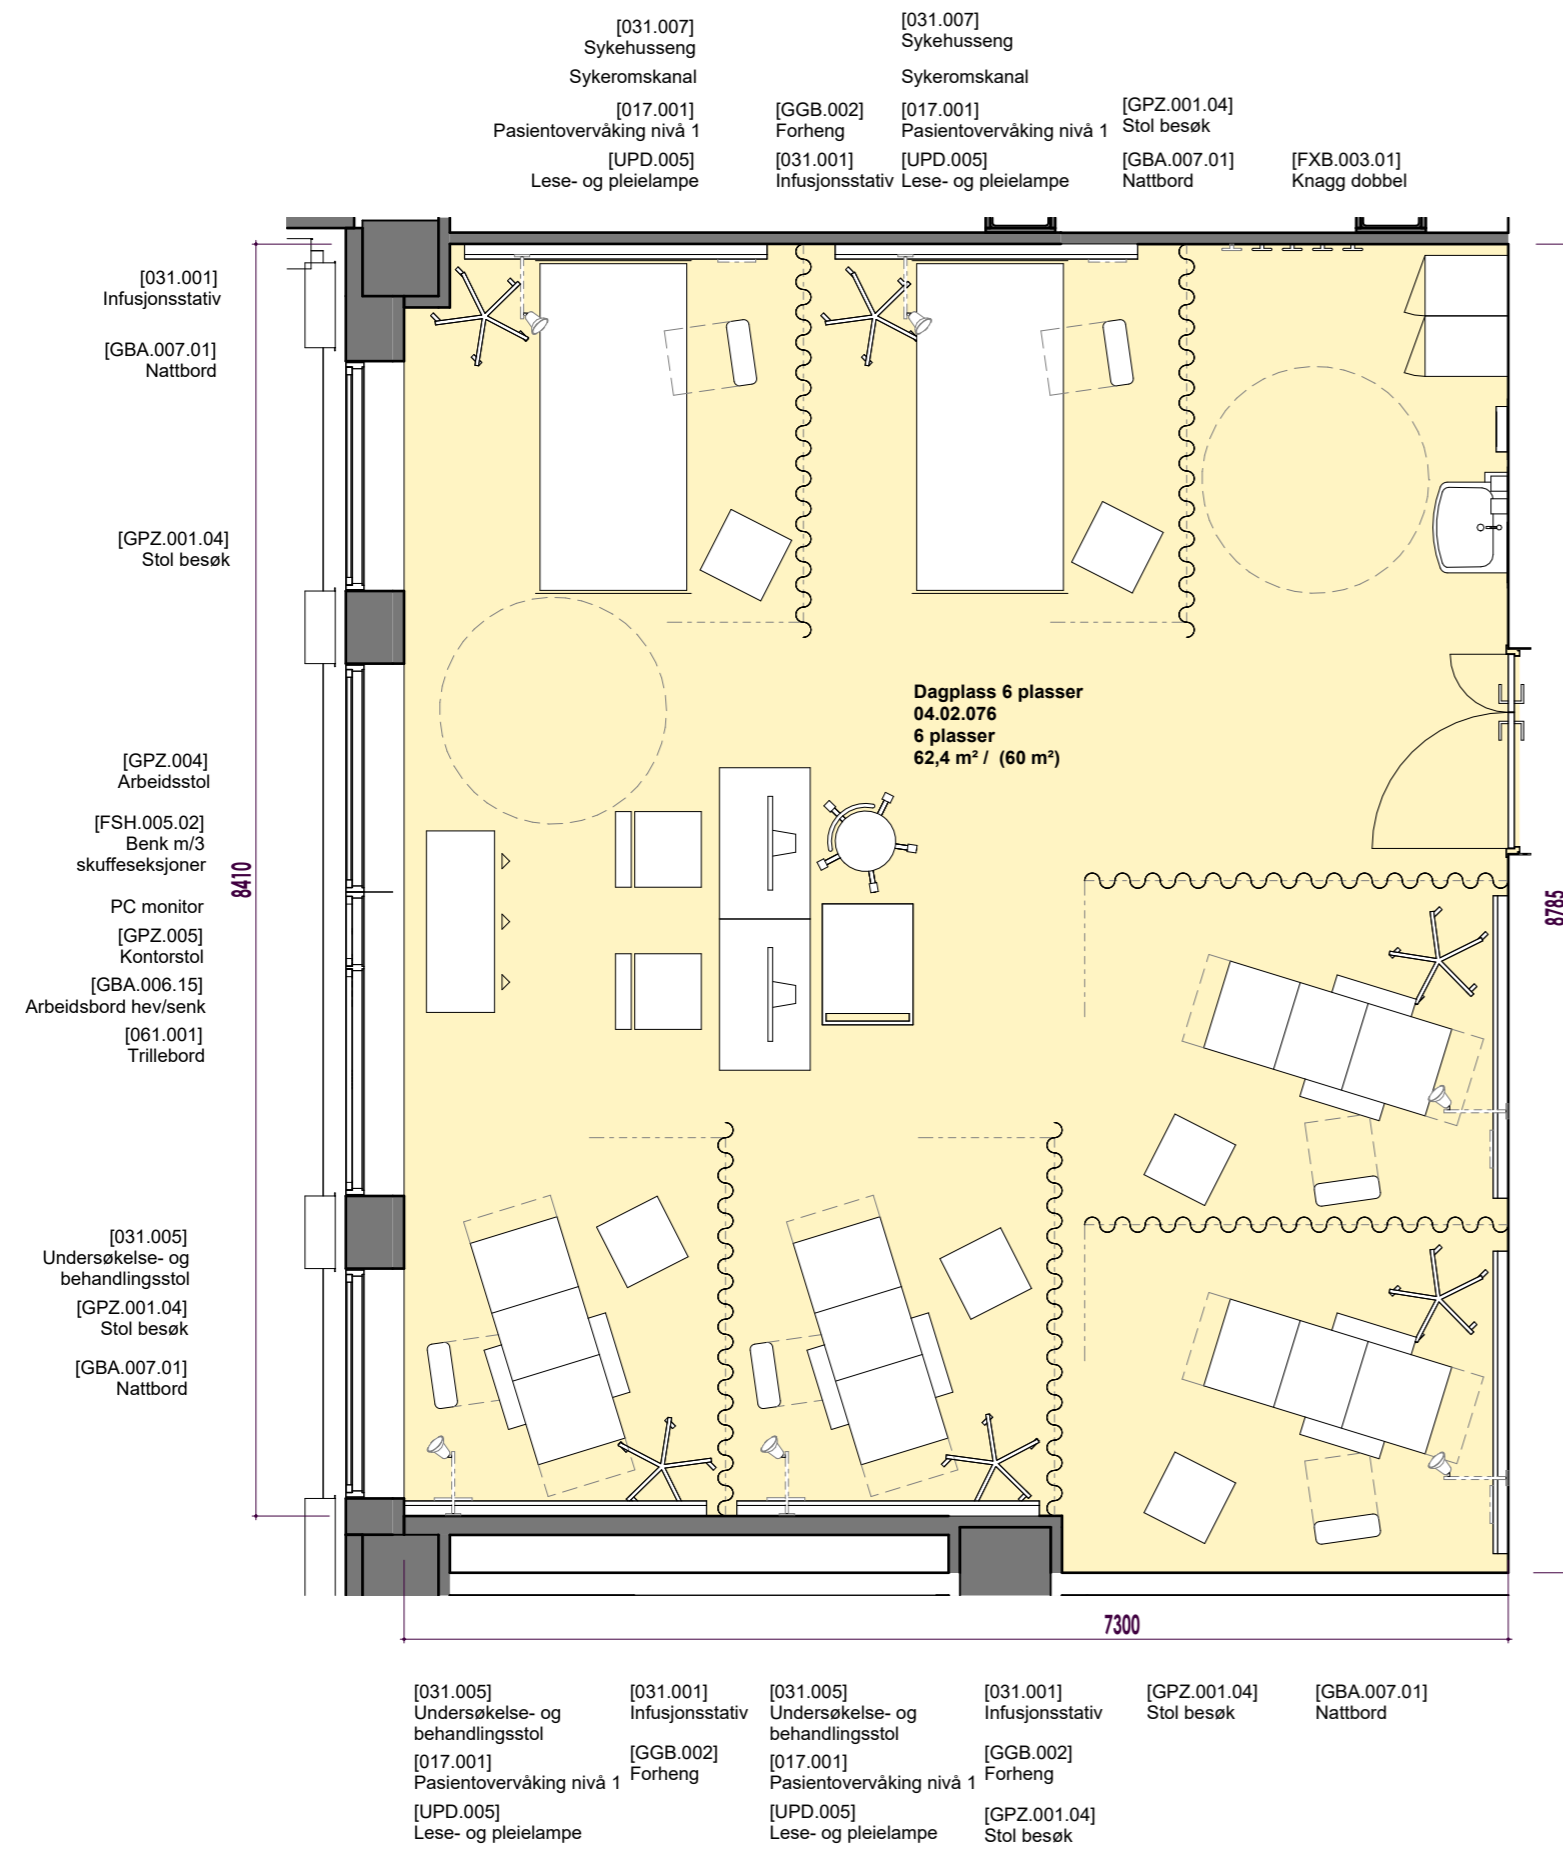 [031.007]
Sykehusseng
Sykeromskanal
[017.001]
Pasientovervåking nivå 1
[UPD.005]
Lese- og pleielampe
[GGB.002]
Forheng
[031.001]
Infusjonsstativ
[031.007]
Sykehusseng
Sykeromskanal
[017.001]
Pasientovervåking nivå 1
[UPD.005]
Lese- og pleielampe
[GPZ.001.04]
Stol besøk
[GBA.007.01]
Nattbord
[FXB.003.01]
Knagg dobbel
[031.001]
Infusjonsstativ
[GBA.007.01]
Nattbord
[GPZ.001.04]
Stol besøk
[GPZ.004]
Arbeidsstol
[FSH.005.02]
Benk m/3
skuffeseksjoner
PC monitor
[GPZ.005]
Kontorstol
[GBA.006.15]
Arbeidsbord hev/senk
[061.001]
Trillebord
[031.005]
Undersøkelse- og
behandlingsstol
[GPZ.001.04]
Stol besøk
[GBA.007.01]
Nattbord
8410
Dagplass 6 plasser
04.02.076
6 plasser
62,4 m² / (60 m²)
8785
7300
[031.005]
Undersøkelse- og
behandlingsstol
[017.001]
Pasientovervåking nivå 1
[UPD.005]
Lese- og pleielampe
[031.001]
Infusjonsstativ
[GGB.002]
Forheng
[031.005]
Undersøkelse- og
behandlingsstol
[017.001]
Pasientovervåking nivå 1
[UPD.005]
Lese- og pleielampe
[031.001]
Infusjonsstativ
[GGB.002]
Forheng
[GPZ.001.04]
Stol besøk
[GPZ.001.04]
Stol besøk
[GBA.007.01]
Nattbord